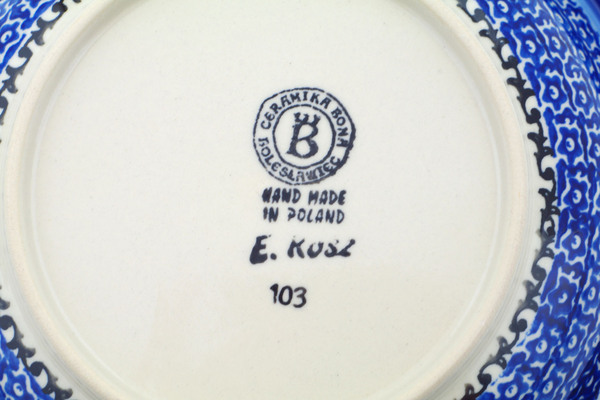 CERAMIKA BONA
B
BOLESŁAWIEC
HAND MADE
IN POLAND
E. KOSZ
103